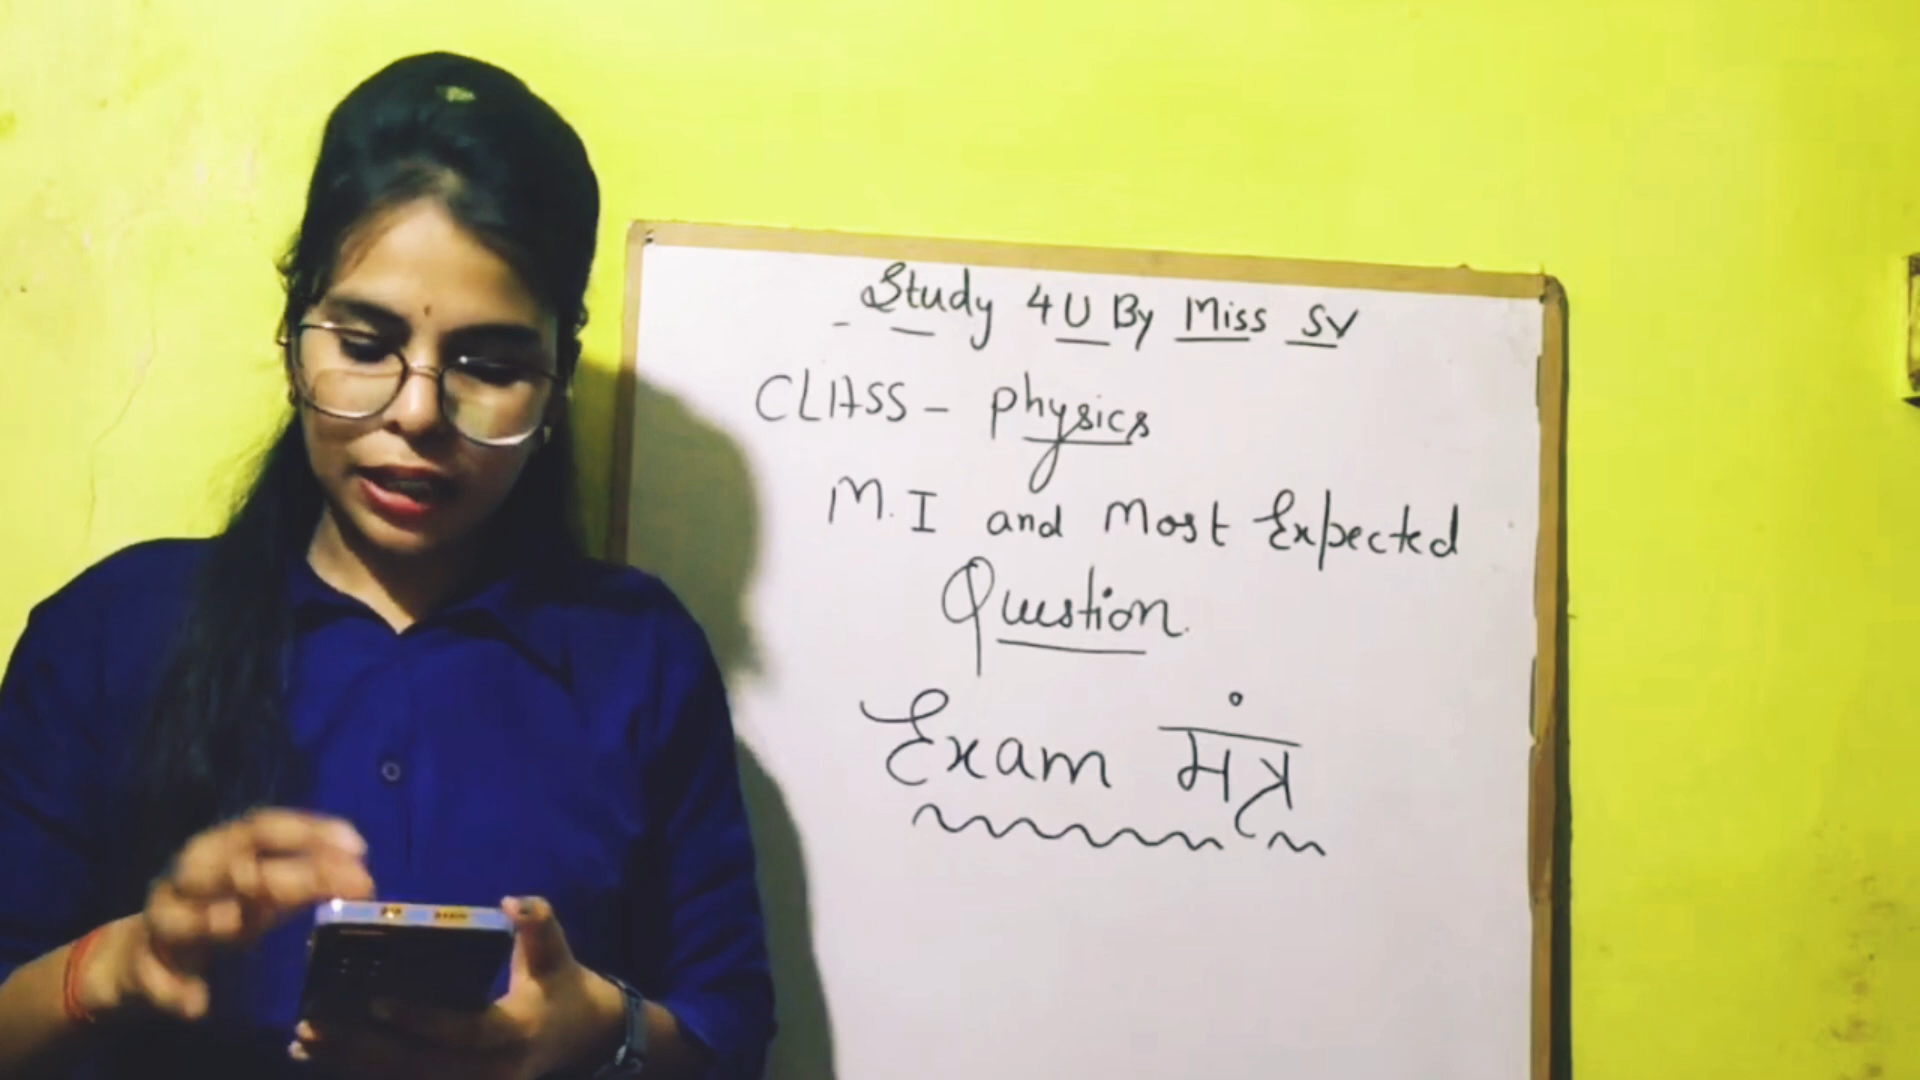 Study 4U By Miss SV
CLASS - Physics
M.I and Most Expected
Question.
Exam मंत्र